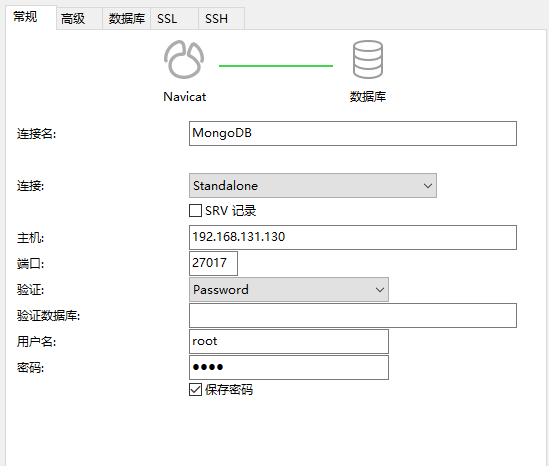 常规 高级 数据库 SSL SSH
Navicat 数据库
连接名: MongoDB
连接: Standalone
SRV 记录
主机: 192.168.131.130
端口: 27017
验证: Password
验证数据库:
用户名: root
密码: ●●●●
保存密码